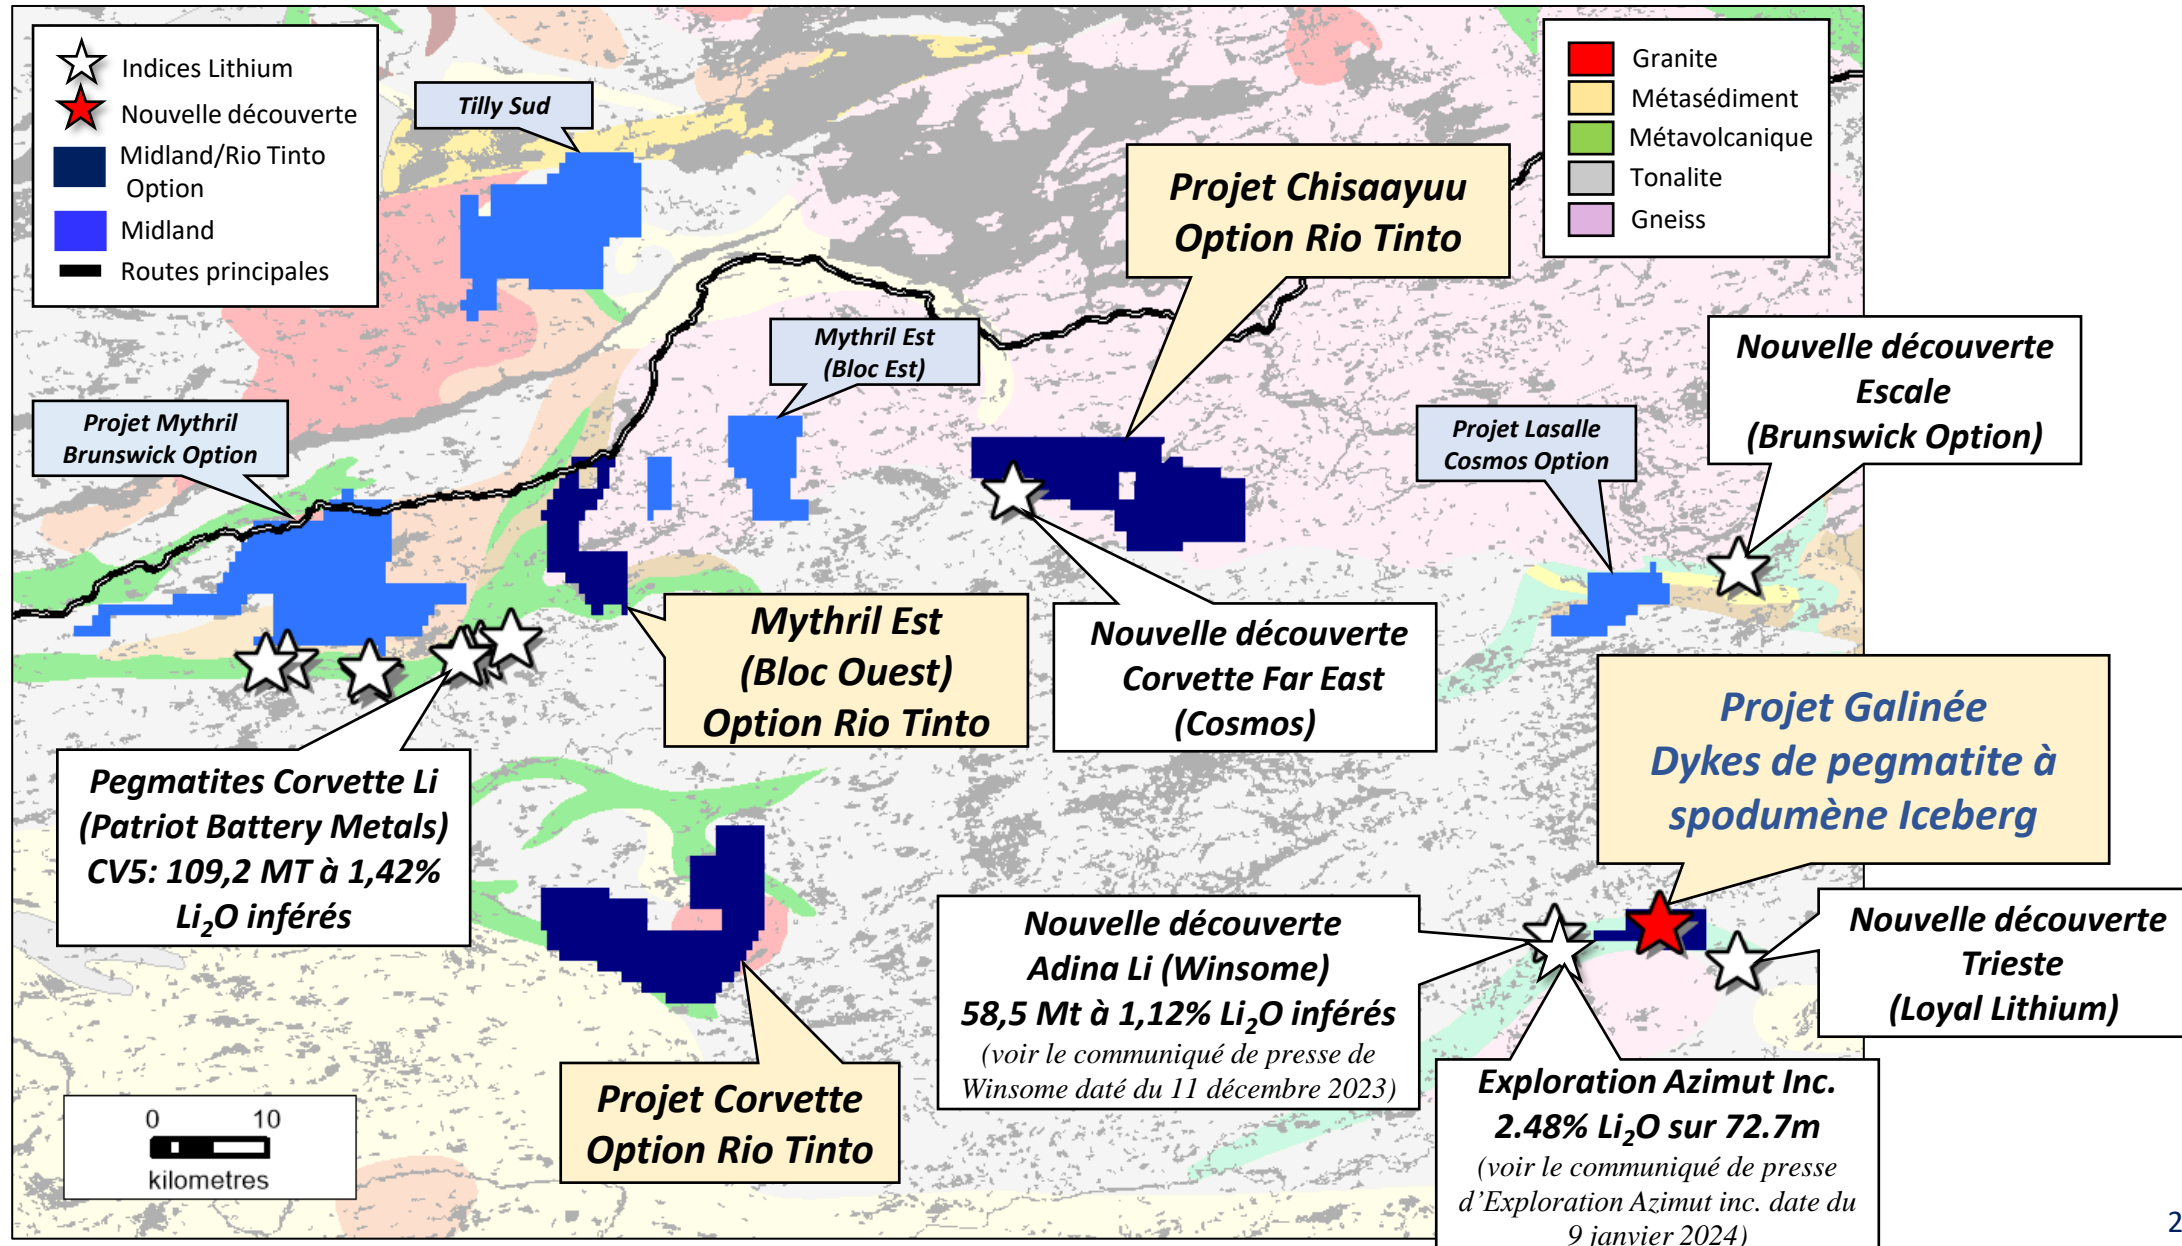 Indices Lithium
Nouvelle découverte
Midland/Rio Tinto
Option
Midland
Routes principales
Tilly Sud
Granite
Métasédiment
Métavolcanique
Tonalite
Gneiss
Projet Chisaayuu
Option Rio Tinto
Mythril Est
(Bloc Est)
Nouvelle découverte
Escale
(Brunswick Option)
Projet Mythril
Brunswick Option
Projet Lasalle
Cosmos Option
Mythril Est
(Bloc Ouest)
Option Rio Tinto
Nouvelle découverte
Corvette Far East
(Cosmos)
Projet Galinée
Dykes de pegmatite à
spodumène Iceberg
Pegmatites Corvette Li
(Patriot Battery Metals)
CV5: 109,2 MT à 1,42%
Li₂O inférés
Nouvelle découverte
Adina Li (Winsome)
58,5 Mt à 1,12% Li₂O inférés
(voir le communiqué de presse de
Winsome daté du 11 décembre 2023)
Nouvelle découverte
Trieste
(Loyal Lithium)
Projet Corvette
Option Rio Tinto
Exploration Azimut Inc.
2.48% Li₂O sur 72.7m
(voir le communiqué de presse
d’Exploration Azimut inc. date du
9 janvier 2024)
0 10
kilometres
2